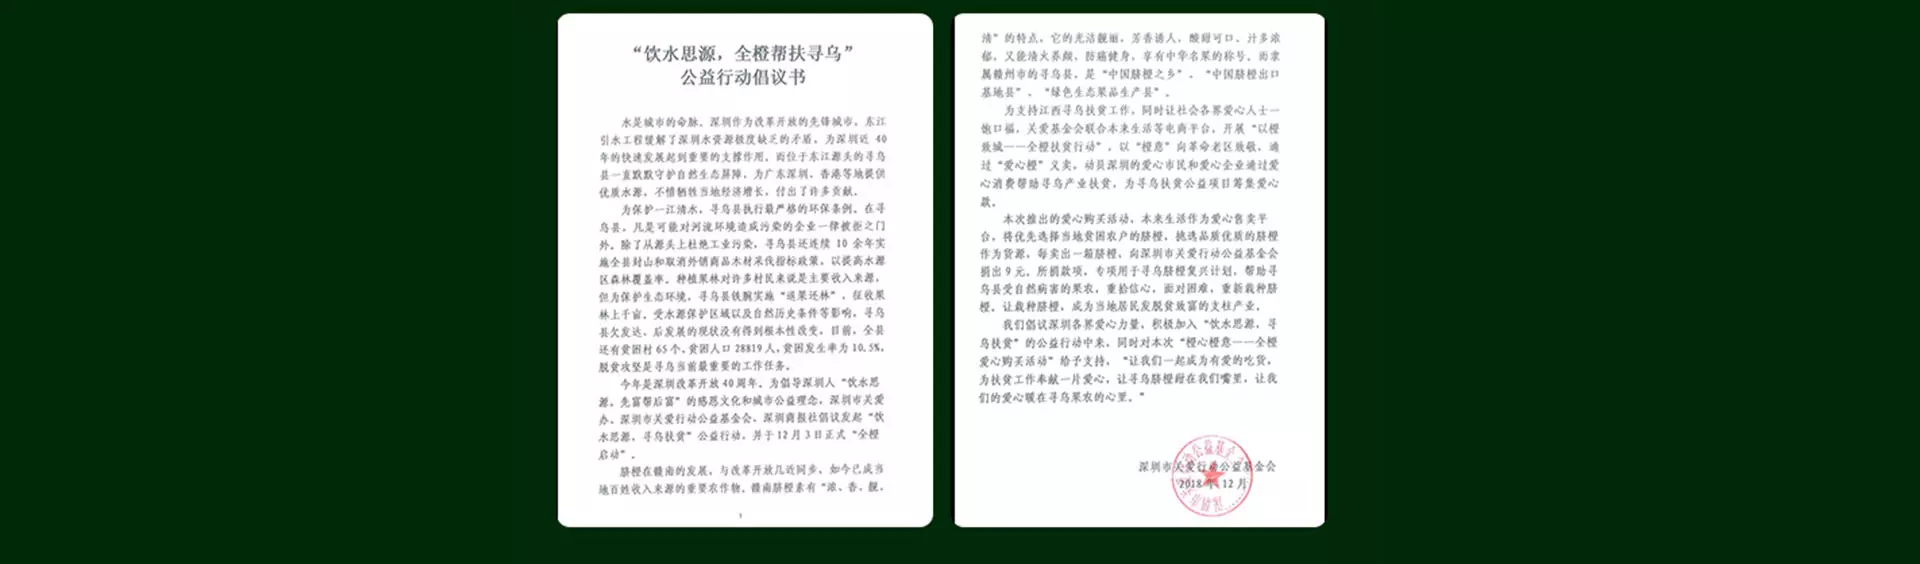 “饮水思源，全橙帮扶寻乌”
公益行动倡议书
水是城市的命脉。深圳作为改革开放的先锋城市，东江
引水工程缓解了深圳水资源极度缺乏的矛盾，为深圳近 40
年的快速发展起到重要的支撑作用。而位于东江源头的寻乌
县一直默默守护自然生态屏障，为广东深圳、香港等地提供
优质水源，不惜牺牲当地经济增长，付出了许多贡献。
为保护一江清水，寻乌县执行最严格的环保条例。在寻
乌县，凡是可能对河流环境造成污染的企业一律被拒之门
外。除了从源头上杜绝工业污染，寻乌县还连续 10 余年实
施全县封山和取消外销商品木材采伐指标政策，以提高水源
区森林覆盖率。种植果林对许多村民来说是主要收入来源，
但为保护生态环境，寻乌县铁腕实施“退果还林”，征收果
林上千亩。受水源保护区域以及自然历史条件等影响，寻乌
县欠发达、后发展的现状没有得到根本性改变。目前，全县
还有贫困村 65 个，贫困人口 28819 人，贫困发生率为 10.5%，
脱贫攻坚是寻乌当前最重要的工作任务。
今年是深圳改革开放 40 周年。为倡导深圳人“饮水思
源，先富帮后富”的感恩文化和城市公益理念，深圳市关爱
办、深圳市关爱行动公益基金会、深圳商报社倡议发起“饮
水思源，寻乌扶贫”公益行动，并于 12 月 3 日正式“全橙
启动”。
脐橙在赣南的发展，与改革开放几近同步，如今已成当
地百姓收入来源的重要农作物。赣南脐橙素有“浓、香、靓、
清”的特点，它的光洁靓丽，芳香诱人，酸甜可口，汁多浓
郁，又能清火养颜，防癌健身，享有中华名果的称号。而隶
属赣州市的寻乌县，是“中国脐橙之乡”、“中国脐橙出口
基地县”、“绿色生态果品生产县”。
为支持江西寻乌扶贫工作，同时让社会各界爱心人士一
饱口福，关爱基金会联合本来生活等电商平台，开展“以橙
致城——全橙扶贫行动”，以“橙意”向革命老区致敬，通
过“爱心橙”义卖，动员深圳的爱心市民和爱心企业通过爱
心消费帮助寻乌产业扶贫，为寻乌扶贫公益项目筹集爱心
款。
本次推出的爱心购买活动，本来生活作为爱心售卖平
台，将优先选择当地贫困农户的脐橙，挑选品质优质的脐橙
作为货源，每卖出一箱脐橙，向深圳市关爱行动公益基金会
捐出 9 元。所捐款项，专项用于寻乌脐橙复兴计划，帮助寻
乌县受自然病害的果农，重拾信心，面对困难，重新栽种脐
橙，让栽种脐橙，成为当地居民发脱贫致富的支柱产业。
我们倡议深圳各界爱心力量，积极加入“饮水思源，寻
乌扶贫”的公益行动中来，同时对本次“橙心橙意——全橙
爱心购买活动”给予支持，“让我们一起成为有爱的吃货，
为扶贫工作奉献一片爱心，让寻乌脐橙甜在我们嘴里，让我
们的爱心暖在寻乌果农的心里。”
深圳市关爱行动公益基金会
2018 年 12 月